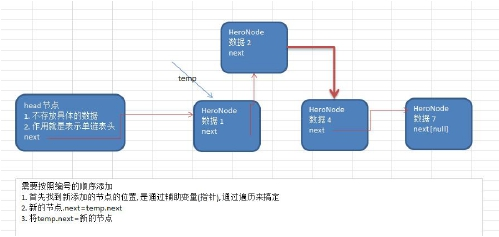 HeroNode
数据 2
next
temp
head 节点
1. 不存放具体的数据
2. 作用就是表示单链表头
next
HeroNode
数据 1
next
HeroNode
数据 4
next
HeroNode
数据 7
next[null]
需要按照编号的顺序添加
1. 首先找到新添加的节点的位置, 是通过辅助变量(指针), 通过遍历来搞定
2. 新的节点.next=temp.next
3. 将temp.next=新的节点